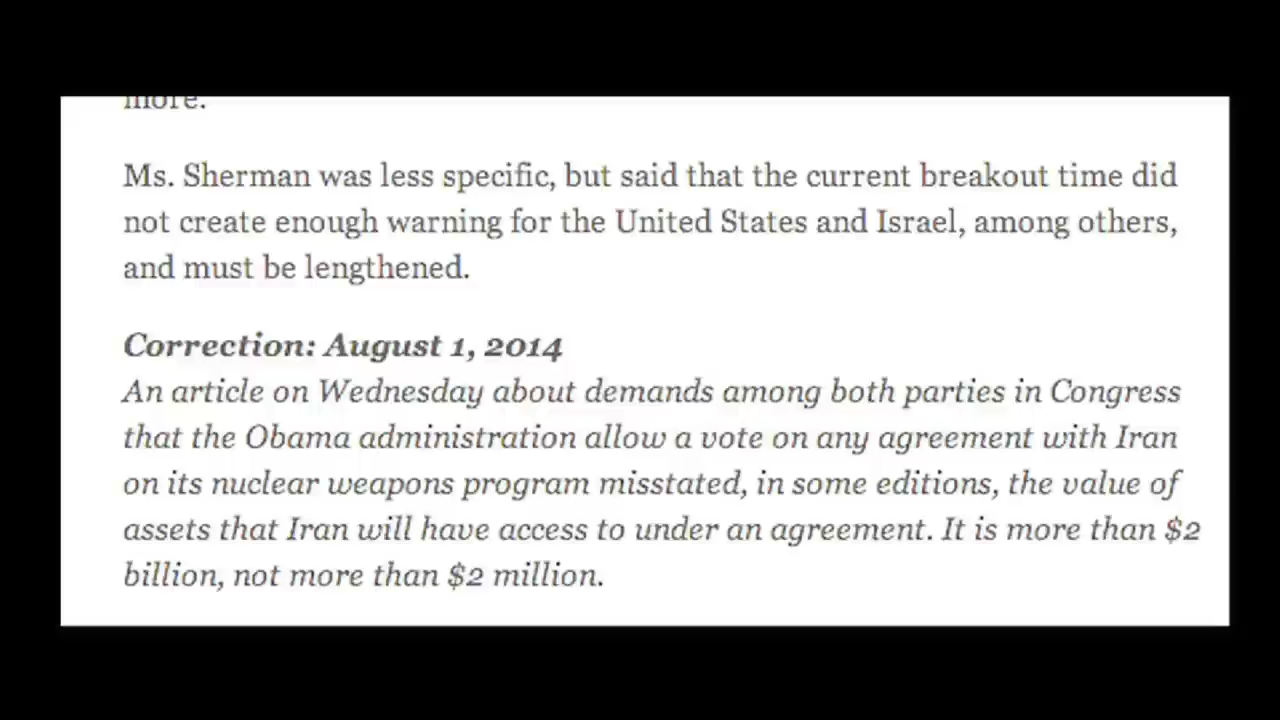 more.
Ms. Sherman was less specific, but said that the current breakout time did
not create enough warning for the United States and Israel, among others,
and must be lengthened.
Correction: August 1, 2014
An article on Wednesday about demands among both parties in Congress
that the Obama administration allow a vote on any agreement with Iran
on its nuclear weapons program misstated, in some editions, the value of
assets that Iran will have access to under an agreement. It is more than $2
billion, not more than $2 million.